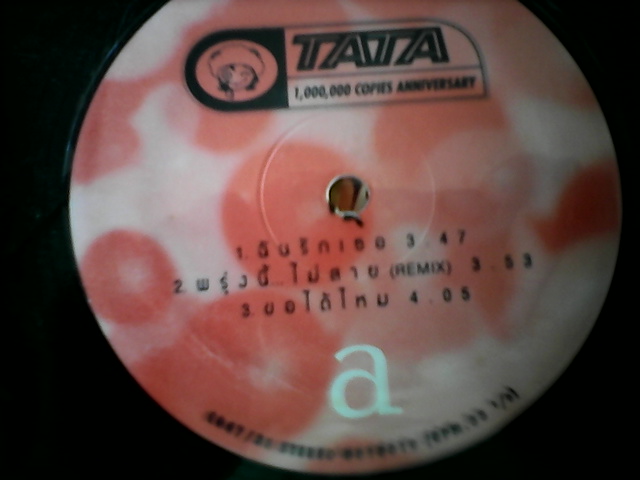 TATA
1,000,000 COPIES ANNIVERSARY
1. ฉันรักเธอ 3.47
2. พรุ่งนี้...ไม่สาย (REMIX) 3.53
3. ขอได้ไหม 4.05
a